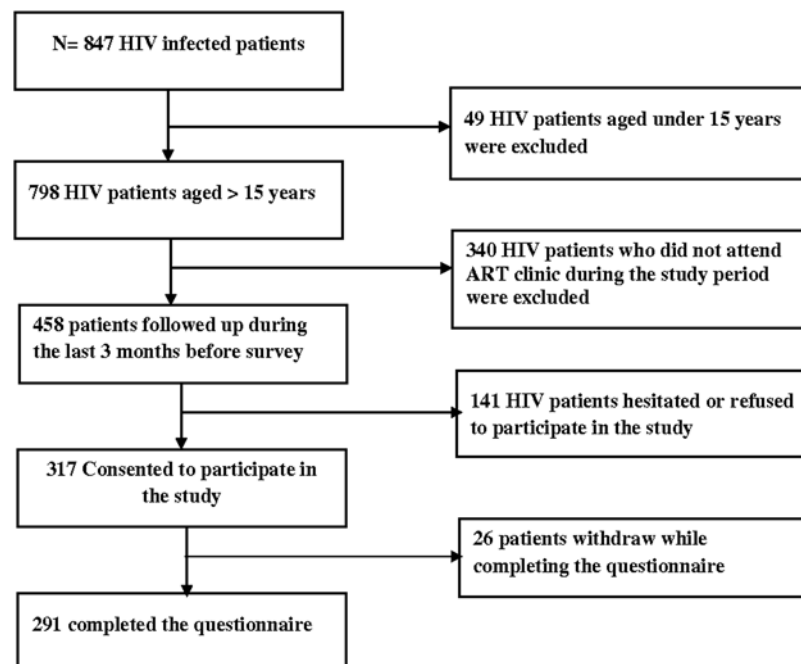 N= 847 HIV infected patients
49 HIV patients aged under 15 years
were excluded
798 HIV patients aged > 15 years
340 HIV patients who did not attend
ART clinic during the study period
were excluded
458 patients followed up during
the last 3 months before survey
141 HIV patients hesitated or refused
to participate in the study
317 Consented to participate in
the study
26 patients withdraw while
completing the questionnaire
291 completed the questionnaire